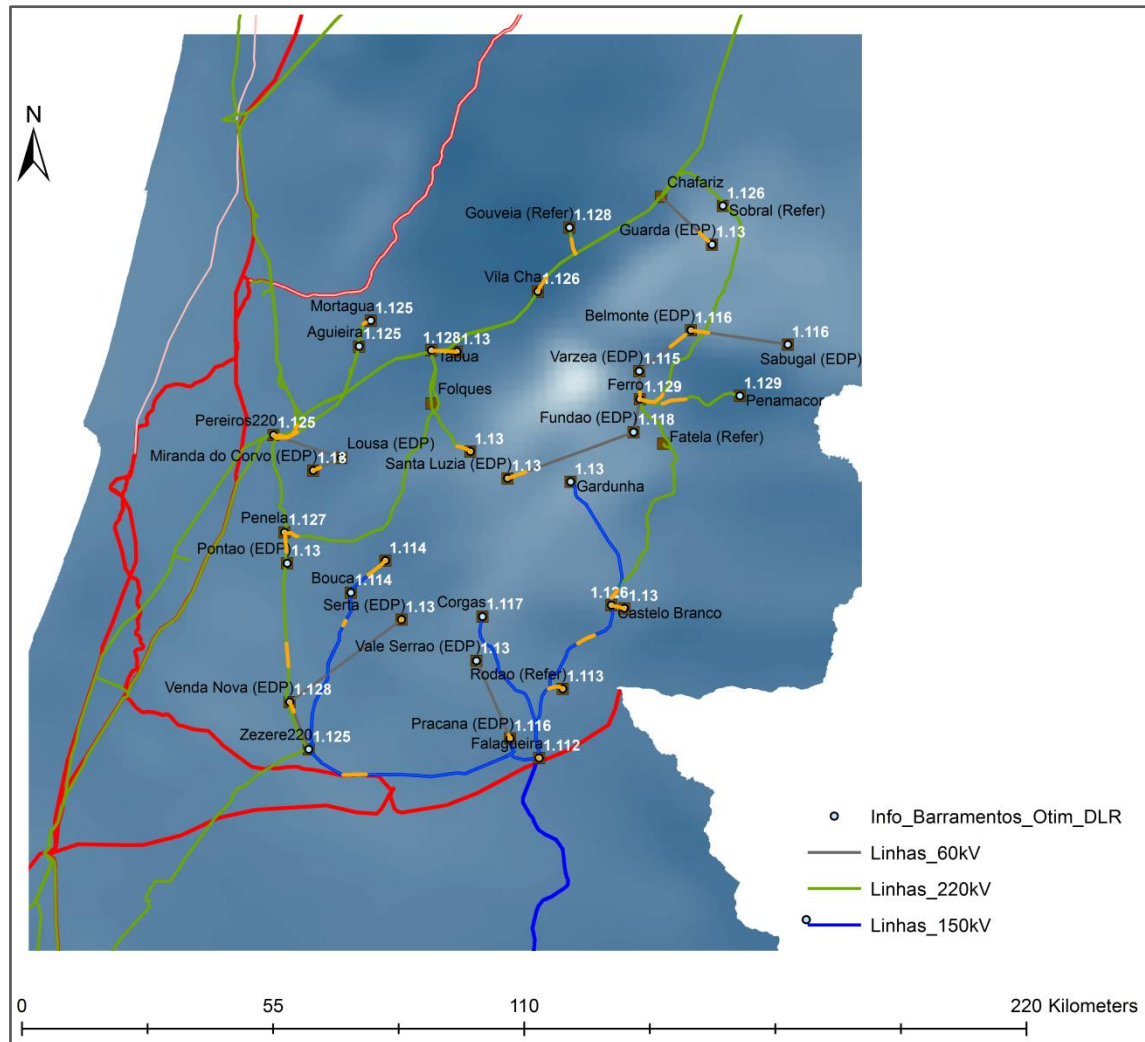 N
Chafariz
1.126
Sobral (Refer)
Gouveia (Refer)
1.128
Guarda (EDP)
1.13
Vila Cha
1.126
Mortagua
1.125
Aguieira
1.125
Belmonte (EDP)
1.116
1.116
Sabugal (EDP)
1.128
1.13
Tabua
Varzea (EDP)
1.115
Ferro
1.129
1.129
Penamacor
Folques
Pereiros220
1.125
Fundao (EDP)
1.118
Fatela (Refer)
Lousa (EDP)
Miranda do Corvo (EDP)
1.13
1.13
Santa Luzia (EDP)
1.13
1.13
Gardunha
Penela
1.127
Pontao (EDP)
1.13
1.114
Bouca
1.114
Serta (EDP)
1.13
Corgas
1.117
1.126
1.13
Castelo Branco
Vale Serrao (EDP)
1.13
Rodao (Refer)
1.113
Venda Nova (EDP)
1.128
Zezere220
1.125
Pracana (EDP)
1.116
Falagueira
1.112
Info_Barramentos_Otim_DLR
Linhas_60kV
Linhas_220kV
Linhas_150kV
0
55
110
220 Kilometers